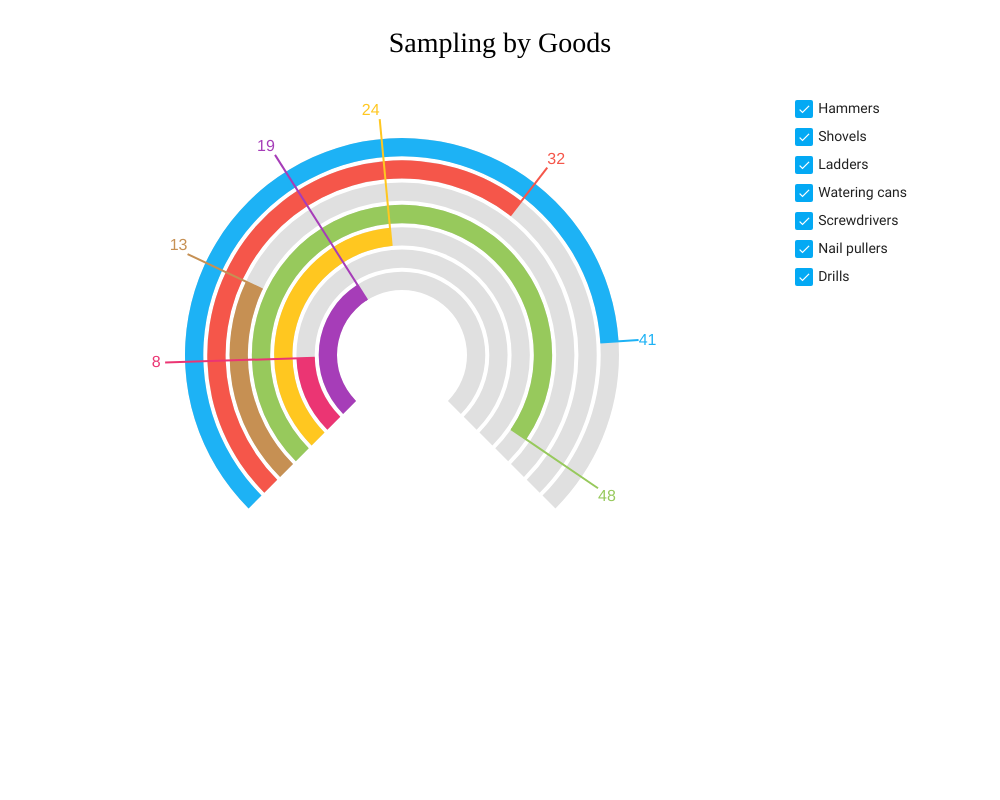 Sampling by Goods
24
19
32
13
8
41
48
Hammers
Shovels
Ladders
Watering cans
Screwdrivers
Nail pullers
Drills